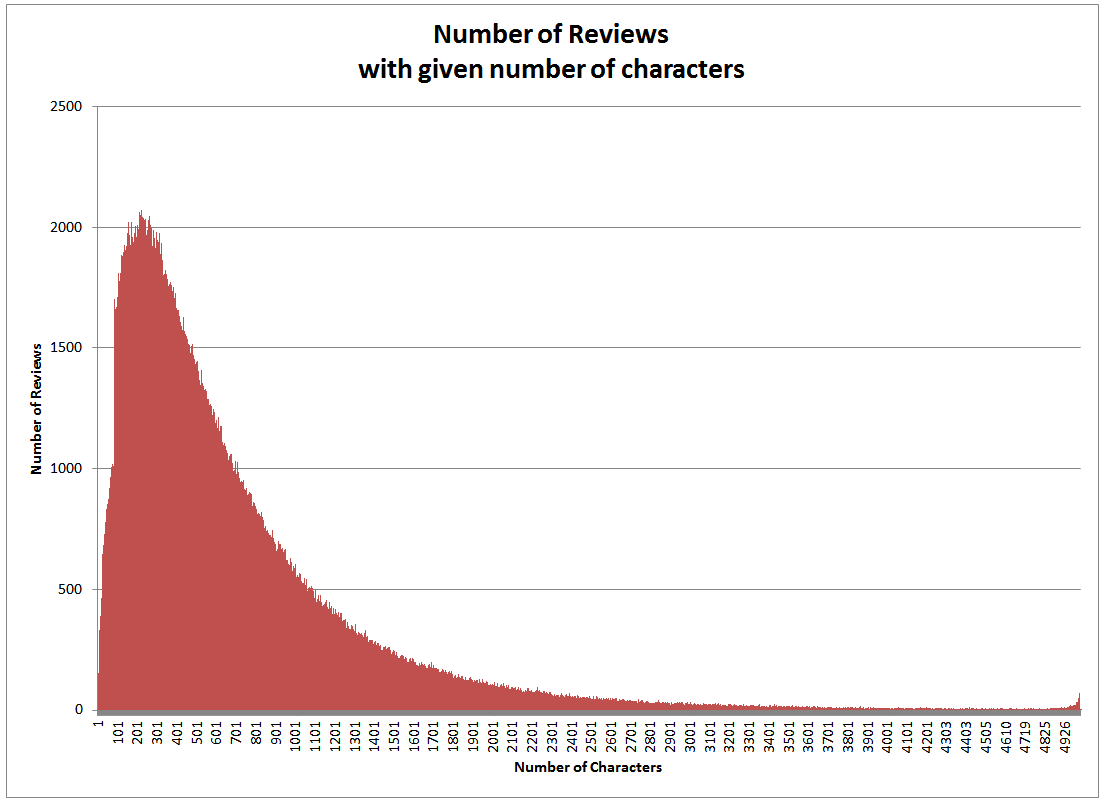 Number of Reviews
with given number of characters
2500
2000
1500
1000
500
0
Number of Reviews
1 101 201 301 401 501 601 701 801 901 1001 1101 1201 1301 1401 1501 1601 1701 1801 1901 2001 2101 2201 2301 2401 2501 2601 2701 2801 2901 3001 3101 3201 3301 3401 3501 3601 3701 3801 3901 4001 4101 4201 4303 4403 4505 4610 4719 4825 4926
Number of Characters